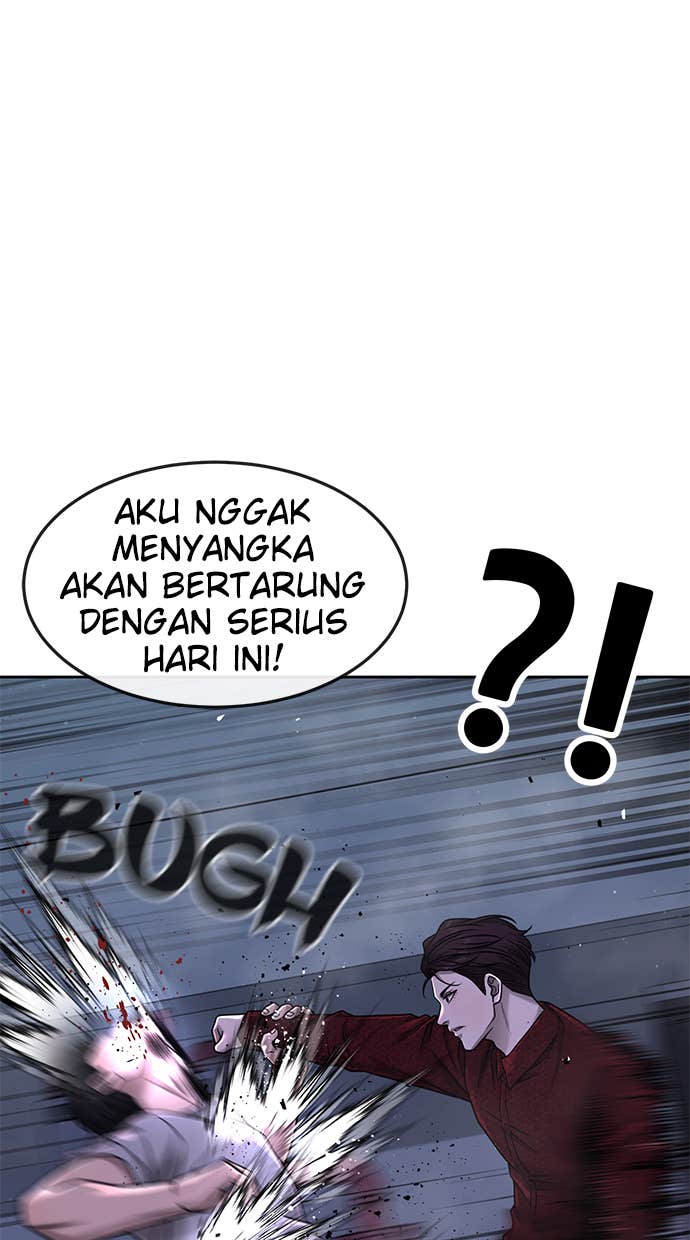 AKU NGGAK
MENYANGKA
AKAN BERTARUNG
DENGAN SERIUS
HARI INI!
?!
BUGH